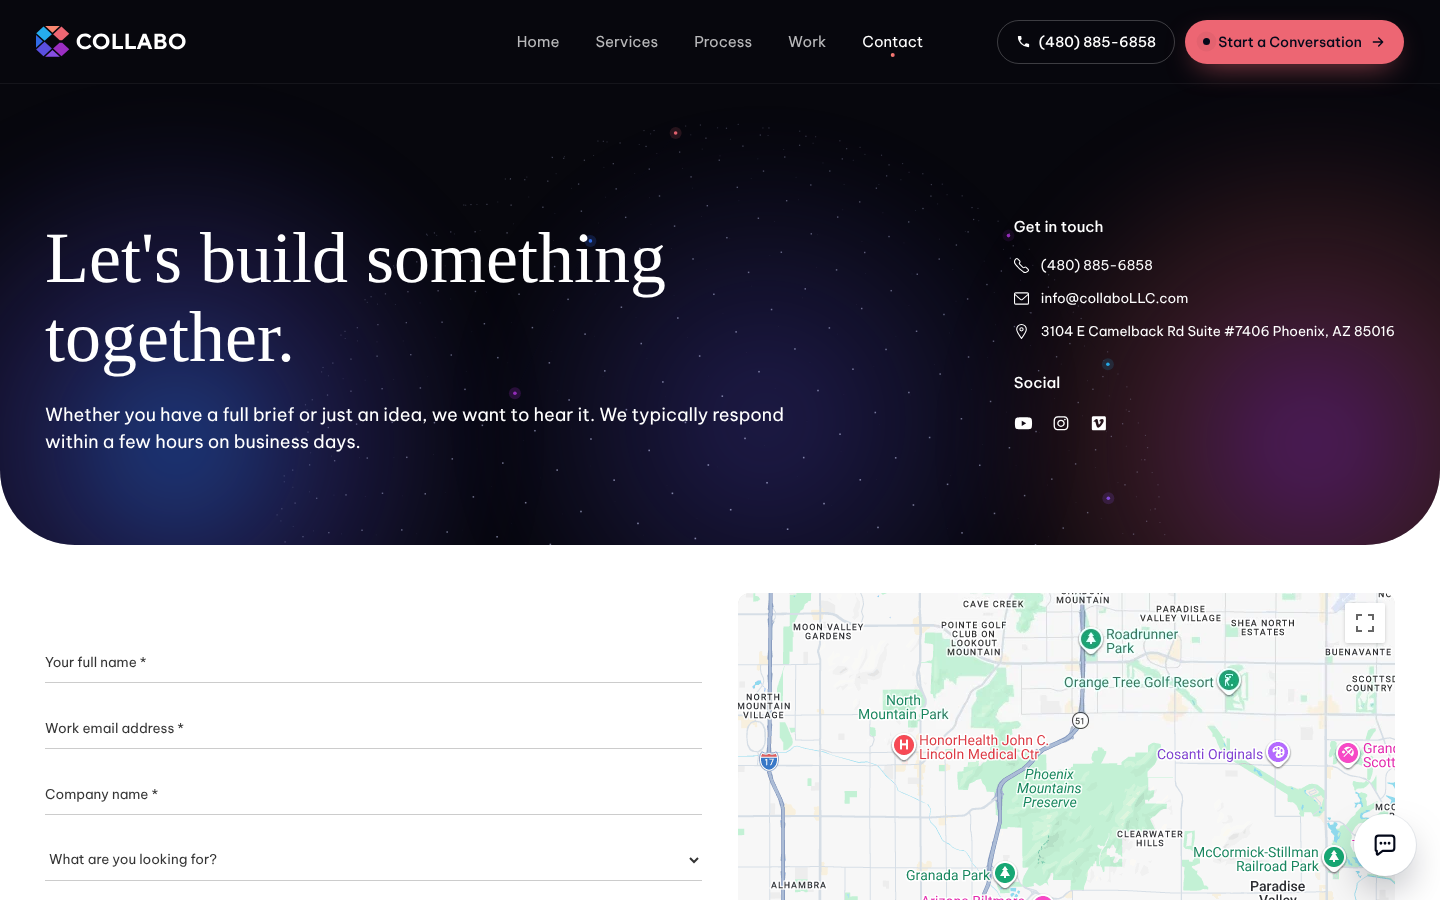 COLLABO
Home
Services
Process
Work
Contact
(480) 885-6858
Start a Conversation
Let's build something
together.
Whether you have a full brief or just an idea, we want to hear it. We typically respond
within a few hours on business days.
Get in touch
(480) 885-6858
info@collaboLLC.com
3104 E Camelback Rd Suite #7406 Phoenix, AZ 85016
Social
Your full name *
Work email address *
Company name *
What are you looking for?
CAVE CREEK
MOUNTAIN
PARADISE
VALLEY VILLAGE
MOON VALLEY
GARDENS
POINTE GOLF
CLUB ON
LOOKOUT
MOUNTAIN
Roadrunner
Park
SHEA NORTH
ESTATES
BUENAVANTE
Orange Tree Golf Resort
COUNTRY
NORTH
MOUNTAIN
VILLAGE
North
Mountain Park
51
HonorHealth John C.
Lincoln Medical Ctr
Cosanti Originals
17
Phoenix
Mountains
Preserve
CLEARWATER
HILLS
McCormick-Stillman
Railroad Park
Granada Park
ALHAMBRA
Paradise
Valley
Arizona Biltmore